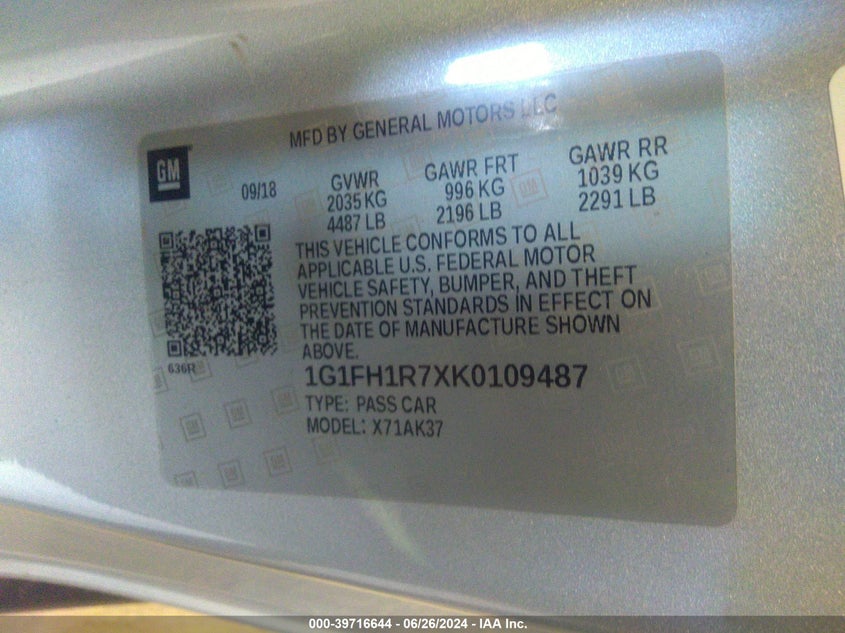 MFD BY GENERAL MOTORS LLC
GM
09/18
GVWR
2035 KG
4487 LB
GAWR FRT
996 KG
2196 LB
GAWR RR
1039 KG
2291 LB
THIS VEHICLE CONFORMS TO ALL
APPLICABLE U.S. FEDERAL MOTOR
VEHICLE SAFETY, BUMPER, AND THEFT
PREVENTION STANDARDS IN EFFECT ON
THE DATE OF MANUFACTURE SHOWN
ABOVE.
636R
1G1FH1R7XK0109487
TYPE: PASS CAR
MODEL: X71AK37
000-39716644 - 06/26/2024 - IAA Inc.